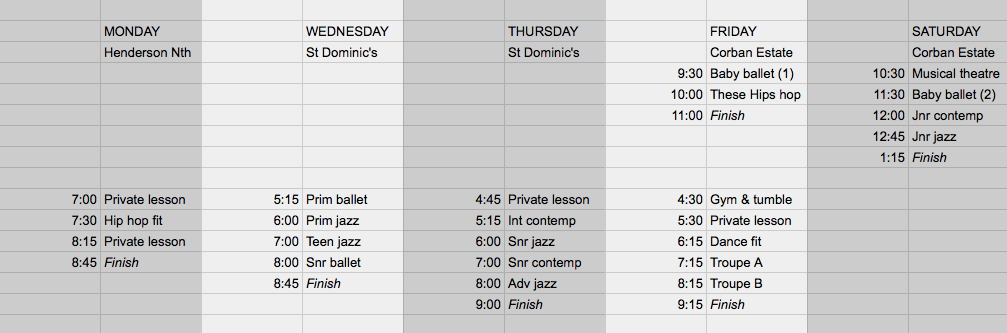 MONDAY WEDNESDAY THURSDAY FRIDAY SATURDAY
Henderson Nth St Dominic's St Dominic's Corban Estate Corban Estate
9:30 Baby ballet (1) 10:30 Musical theatre
10:00 These Hips hop 11:30 Baby ballet (2)
11:00 Finish 12:00 Jnr contemp
12:45 Jnr jazz
1:15 Finish
7:00 Private lesson 5:15 Prim ballet 4:45 Private lesson 4:30 Gym & tumble
7:30 Hip hop fit 6:00 Prim jazz 5:15 Int contemp 5:30 Private lesson
8:15 Private lesson 7:00 Teen jazz 6:00 Snr jazz 6:15 Dance fit
8:45 Finish 8:00 Snr ballet 7:00 Snr contemp 7:15 Troupe A
8:45 Finish 8:00 Adv jazz 8:15 Troupe B
9:00 Finish 9:15 Finish